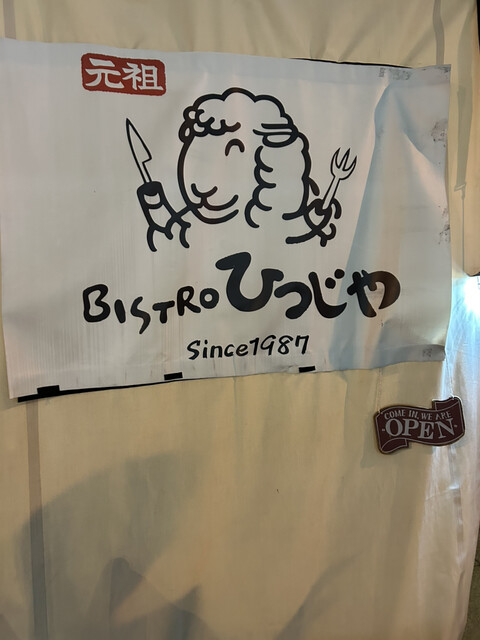 元祖
BISTRO ひつじや
Since1987
COME IN, WE ARE
OPEN